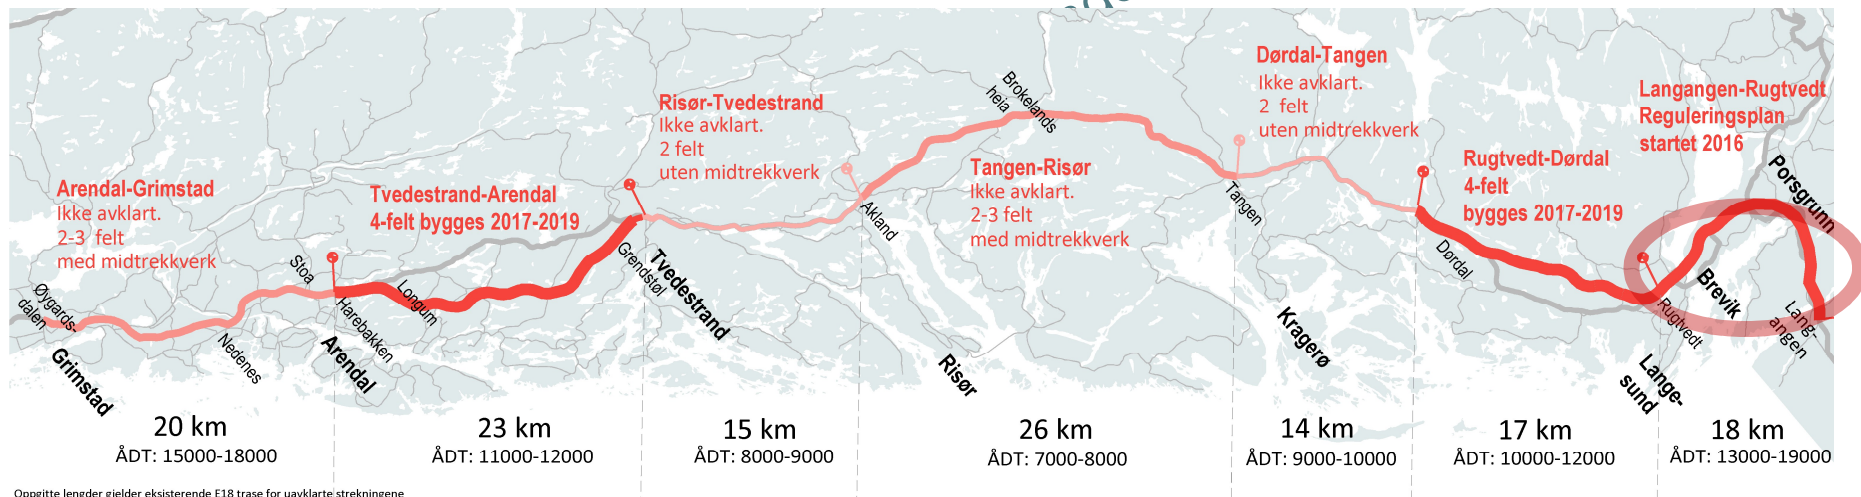 Arendal-Grimstad
Ikke avklart.
2-3 felt
med midtrekkverk
Tvedestrand-Arendal
4-felt bygges 2017-2019
Risør-Tvedestrand
Ikke avklart.
2 felt
uten midtrekkverk
Tangen-Risør
Ikke avklart.
2-3 felt
med midtrekkverk
Dørdal-Tangen
Ikke avklart.
2 felt
uten midtrekkverk
Rugtvedt-Dørdal
4-felt
bygges 2017-2019
Langangen-Rugtvedt
Reguleringsplan
startet 2016
Øygards-
dalen
Grimstad
Nedenes
Stoa
Harebakken
Arendal
Longum
Grendstøl
Tvedestrand
Akland
Risør
Brokelands
heia
Tangen
Kragerø
Dørdal
Rugtvedt
Lange-
sund
Brevik
Porsgrunn
Lang-
angen
20 km
ÅDT: 15000-18000
23 km
ÅDT: 11000-12000
15 km
ÅDT: 8000-9000
26 km
ÅDT: 7000-8000
14 km
ÅDT: 9000-10000
17 km
ÅDT: 10000-12000
18 km
ÅDT: 13000-19000
Oppgitte lengder gjelder eksisterende E18 trase for uavklarte strekningene